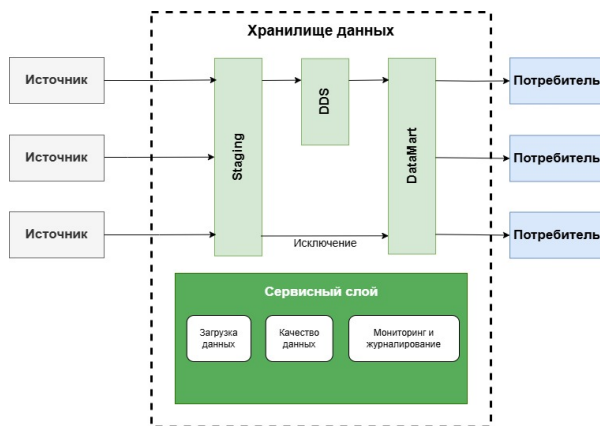 Хранилище данных
Источник
Источник
Источник
Staging
DDS
DataMart
Исключение
Потребитель
Потребитель
Потребитель
Сервисный слой
Загрузка
данных
Качество
данных
Мониторинг и
журналирование